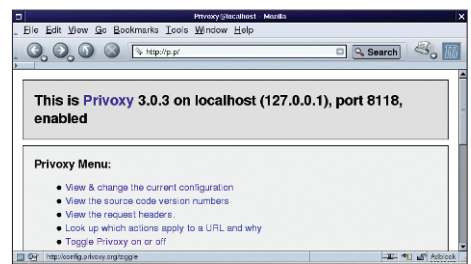 Privoxy@localhost - Mozilla
File Edit View Go Bookmarks Tools Window Help
http://p.p/
Search
This is Privoxy 3.0.3 on localhost (127.0.0.1), port 8118,
enabled
Privoxy Menu:
View & change the current configuration
View the source code version numbers
View the request headers.
Look up which actions apply to a URL and why
Toggle Privoxy on or off
http://config.privoxy.org/toggle
Adblock